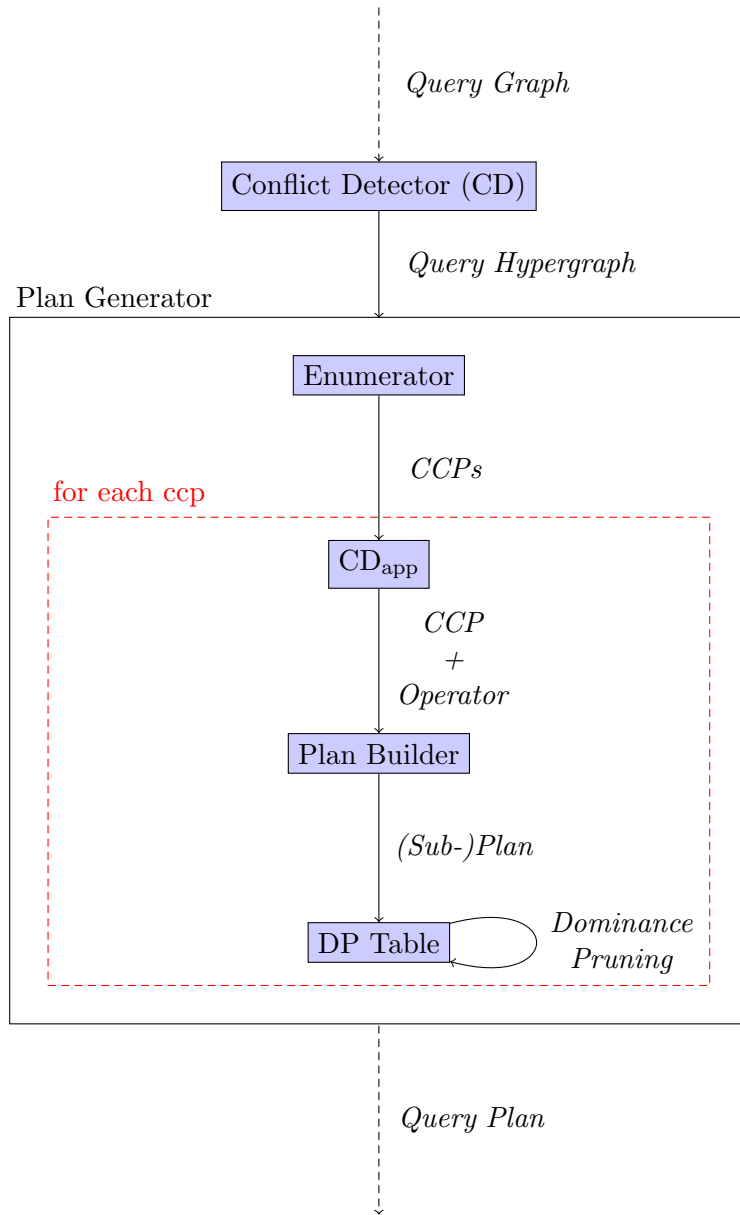 Query Graph
Conflict Detector (CD)
Query Hypergraph
Plan Generator
Enumerator
CCPs
for each ccp
CDapp
CCP
+
Operator
Plan Builder
(Sub-)Plan
DP Table
Dominance
Pruning
Query Plan